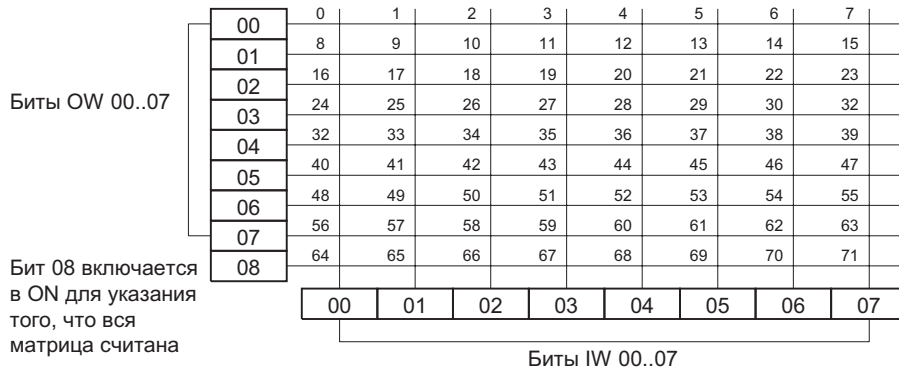 0 1 2 3 4 5 6 7
00
8 9 10 11 12 13 14 15
01
16 17 18 19 20 21 22 23
02
Биты OW 00..07
24 25 26 27 28 29 30 32
03
32 33 34 35 36 37 38 39
04
40 41 42 43 44 45 46 47
05
48 49 50 51 52 53 54 55
06
56 57 58 59 60 61 62 63
07
64 65 66 67 68 69 70 71
08
Бит 08 включается
в ON для указания
того, что вся
матрица считана
00 01 02 03 04 05 06 07
Биты IW 00..07